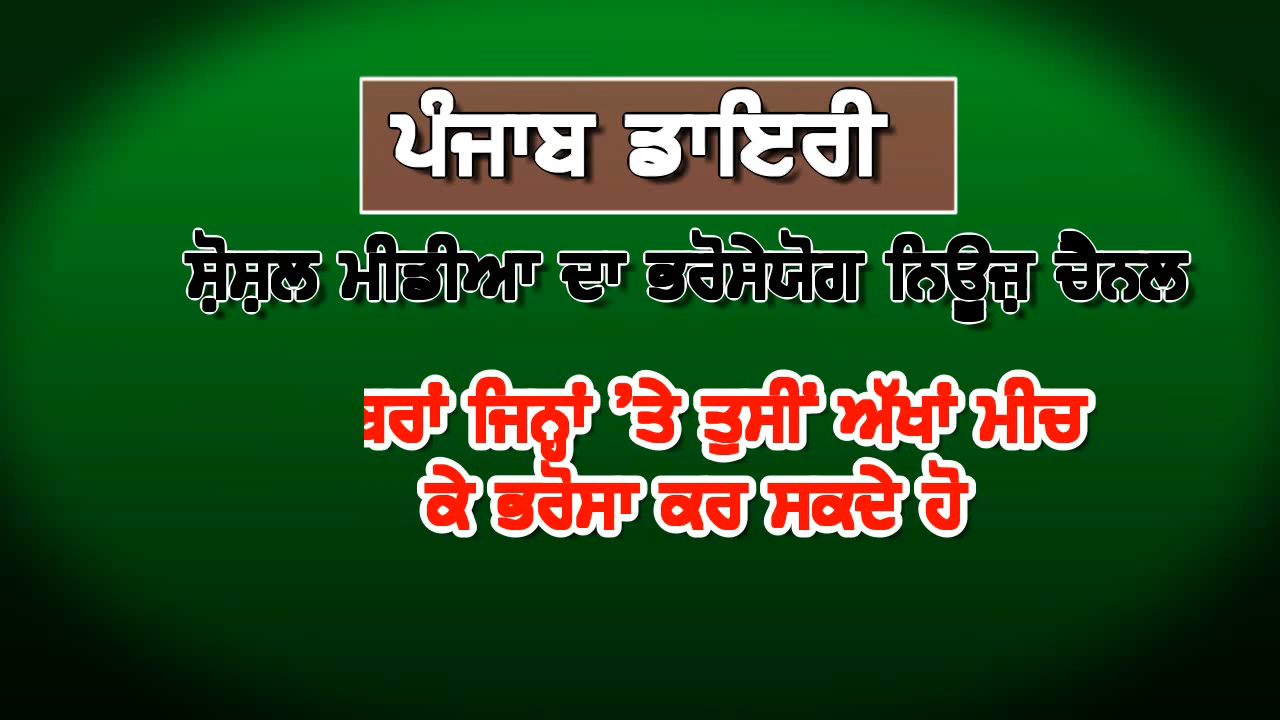 ਪੰਜਾਬ ਡਾਇਰੀ
ਸ਼ੋਸ਼ਲ ਮੀਡੀਆ ਦਾ ਭਰੋਸੇਯੋਗ ਨਿਊਜ਼ ਚੈਨਲ
ਜਿਨ੍ਹਾਂ ’ਤੇ ਤੁਸੀਂ ਅੱਖਾਂ ਮੀਚ
ਕੇ ਭਰੋਸਾ ਕਰ ਸਕਦੇ ਹੋ